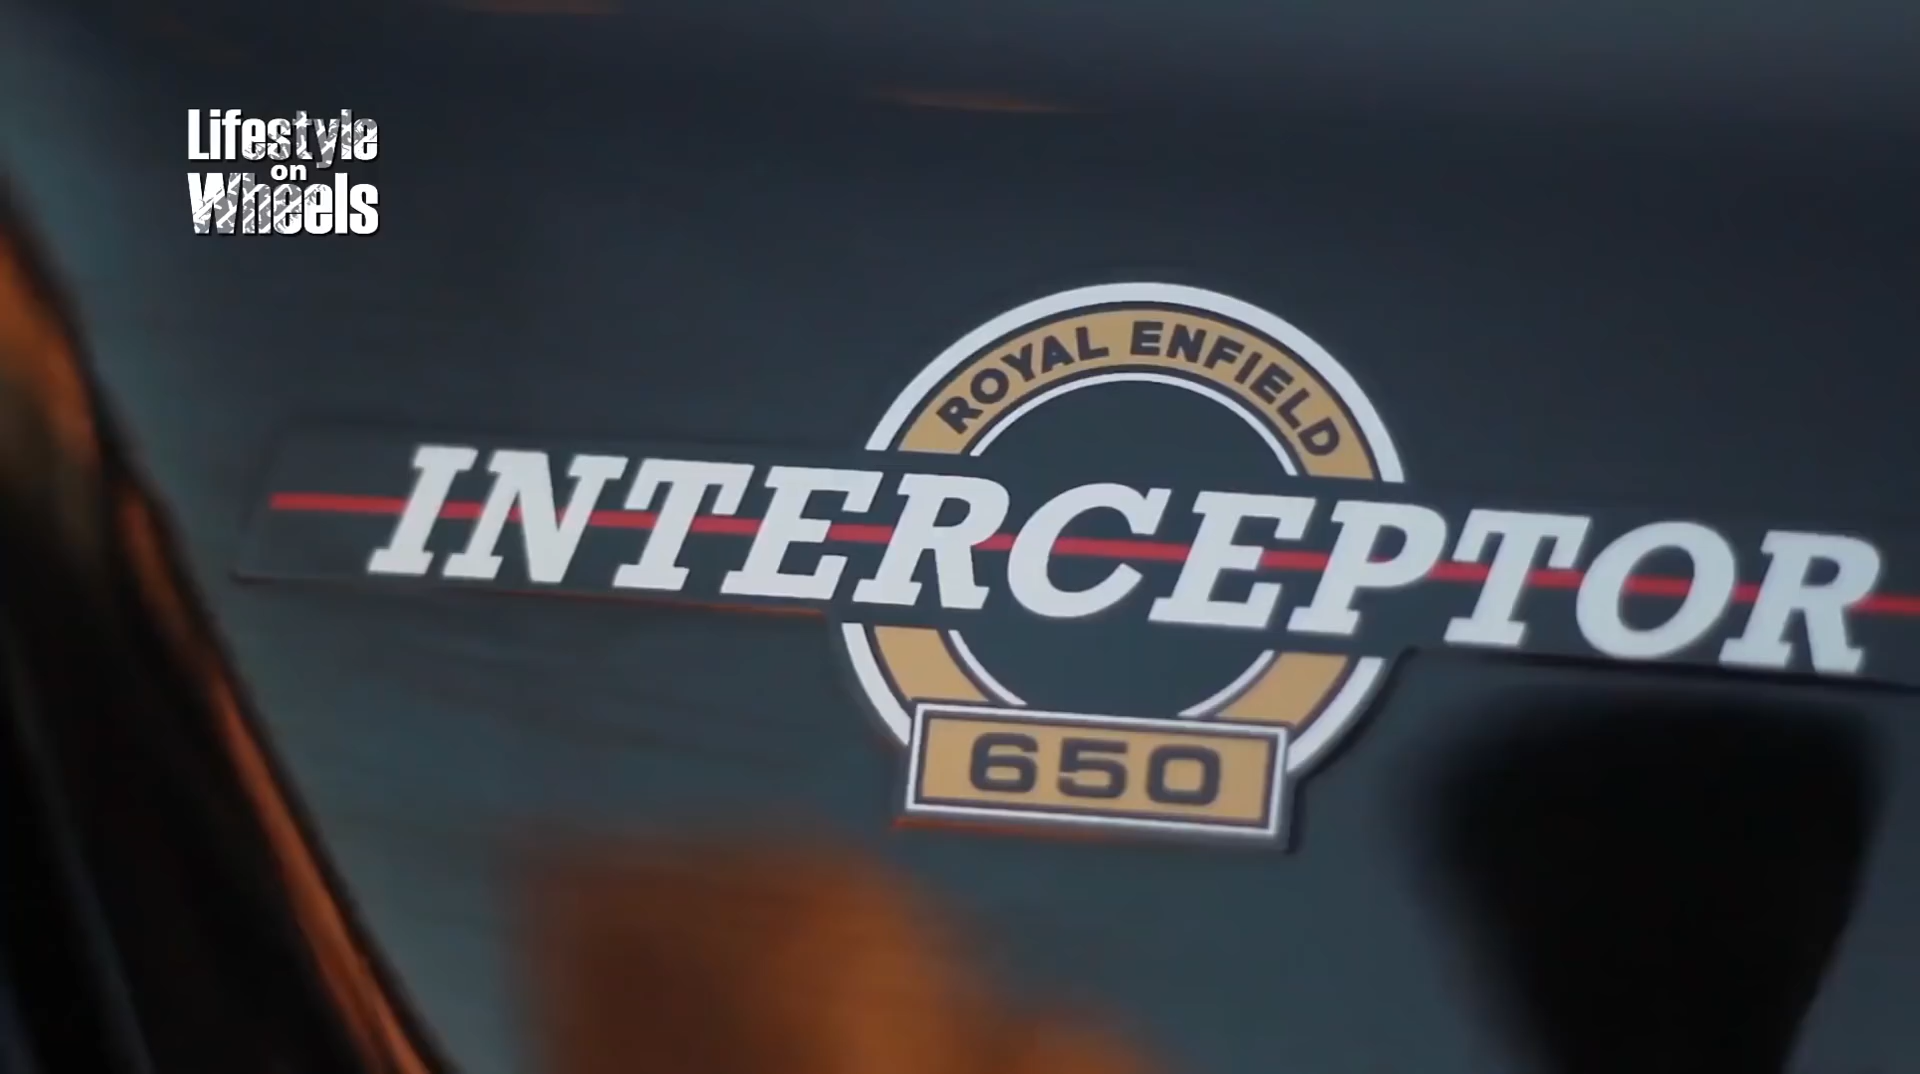 Lifestyle
on
Wheels
ROYAL ENFIELD
INTERCEPTOR
650